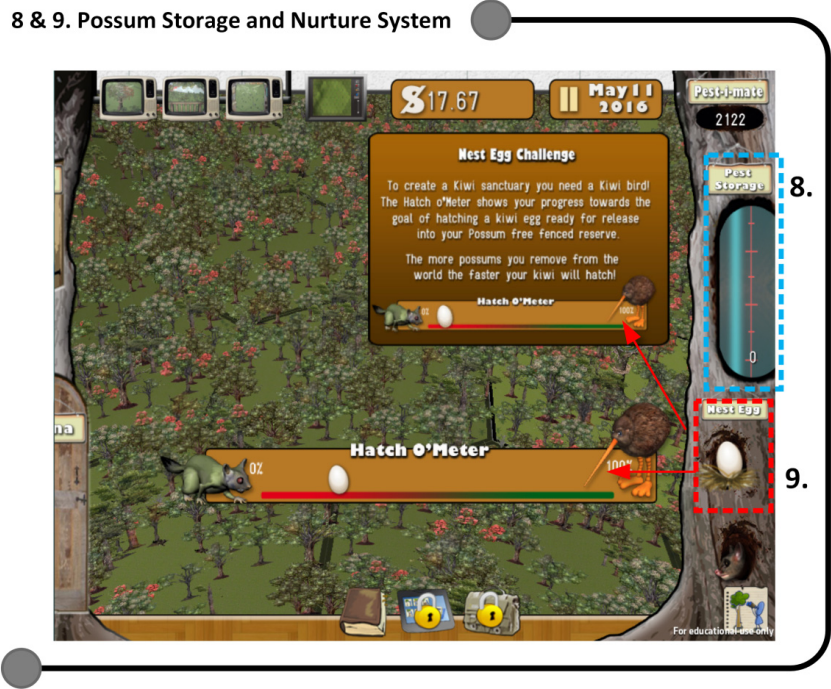 8 & 9. Possum Storage and Nurture System
$17.67
May11
2016
Pest-i-mate
2122
Nest Egg Challenge
To create a Kiwi sanctuary you need a Kiwi bird!
The Hatch o'Meter shows your progress towards the
goal of hatching a kiwi egg ready for release
into your Possum free fenced reserve.
The more possums you remove from the
world the faster your kiwi will hatch!
Hatch O'Meter
0%
100%
Pest
Storage
8.
0
Nest Egg
na
Hatch O'Meter
0%
100%
9.
For educational use only